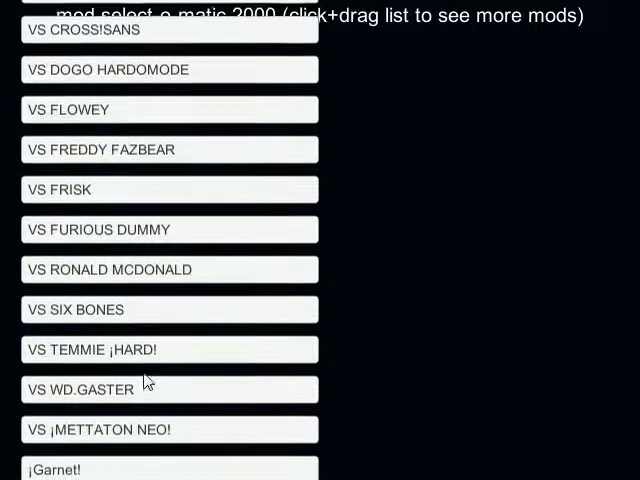 mod select-o-matic 2000 (click+drag list to see more mods)
VS CROSS!SANS
VS DOGO HARDOMODE
VS FLOWEY
VS FREDDY FAZBEAR
VS FRISK
VS FURIOUS DUMMY
VS RONALD MCDONALD
VS SIX BONES
VS TEMMIE ¡HARD!
VS WD.GASTER
VS ¡METTATON NEO!
¡Garnet!